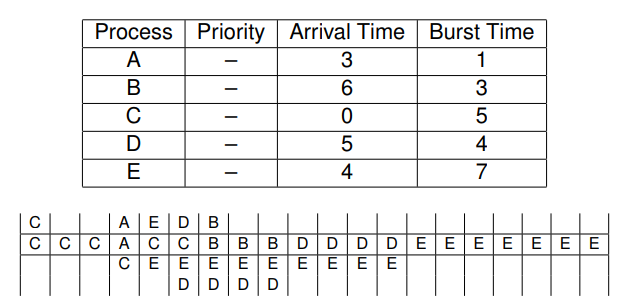 Process Priority Arrival Time Burst Time
A – 3 1
B – 6 3
C – 0 5
D – 5 4
E – 4 7
C A E D B
C C C A C C B B B D D D D E E E E E E E
C E E E E E E E E E
D D D D